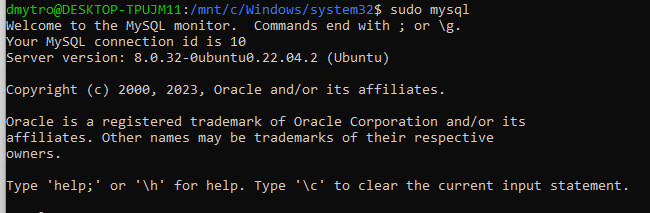 dmytro@DESKTOP-TPUJM11:/mnt/c/Windows/system32$ sudo mysql
Welcome to the MySQL monitor.  Commands end with ; or \g.
Your MySQL connection id is 10
Server version: 8.0.32-0ubuntu0.22.04.2 (Ubuntu)
Copyright (c) 2000, 2023, Oracle and/or its affiliates.
Oracle is a registered trademark of Oracle Corporation and/or its
affiliates. Other names may be trademarks of their respective
owners.
Type 'help;' or '\h' for help. Type '\c' to clear the current input statement.